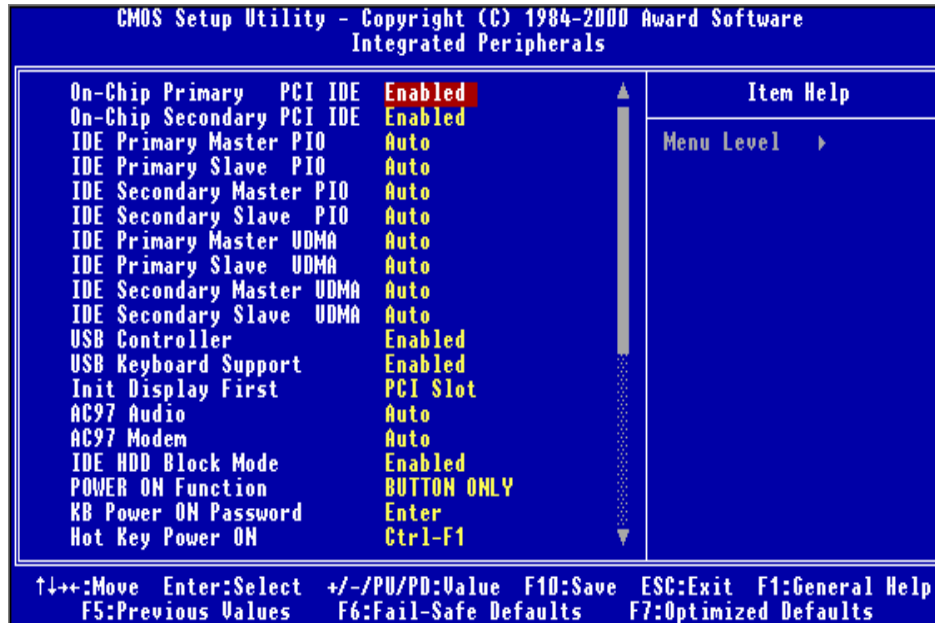 CMOS Setup Utility - Copyright (C) 1984-2000 Award Software
Integrated Peripherals
On-Chip Primary PCI IDE Enabled
Item Help
On-Chip Secondary PCI IDE Enabled
IDE Primary Master PIO Auto
Menu Level
IDE Primary Slave PIO Auto
IDE Secondary Master PIO Auto
IDE Secondary Slave PIO Auto
IDE Primary Master UDMA Auto
IDE Primary Slave UDMA Auto
IDE Secondary Master UDMA Auto
IDE Secondary Slave UDMA Auto
USB Controller Enabled
USB Keyboard Support Enabled
Init Display First PCI Slot
AC97 Audio Auto
AC97 Modem Auto
IDE HDD Block Mode Enabled
POWER ON Function BUTTON ONLY
KB Power ON Password Enter
Hot Key Power ON Ctrl-F1
↑↓→←:Move Enter:Select +/-/PU/PD:Value F10:Save ESC:Exit F1:General Help
F5:Previous Values F6:Fail-Safe Defaults F7:Optimized Defaults